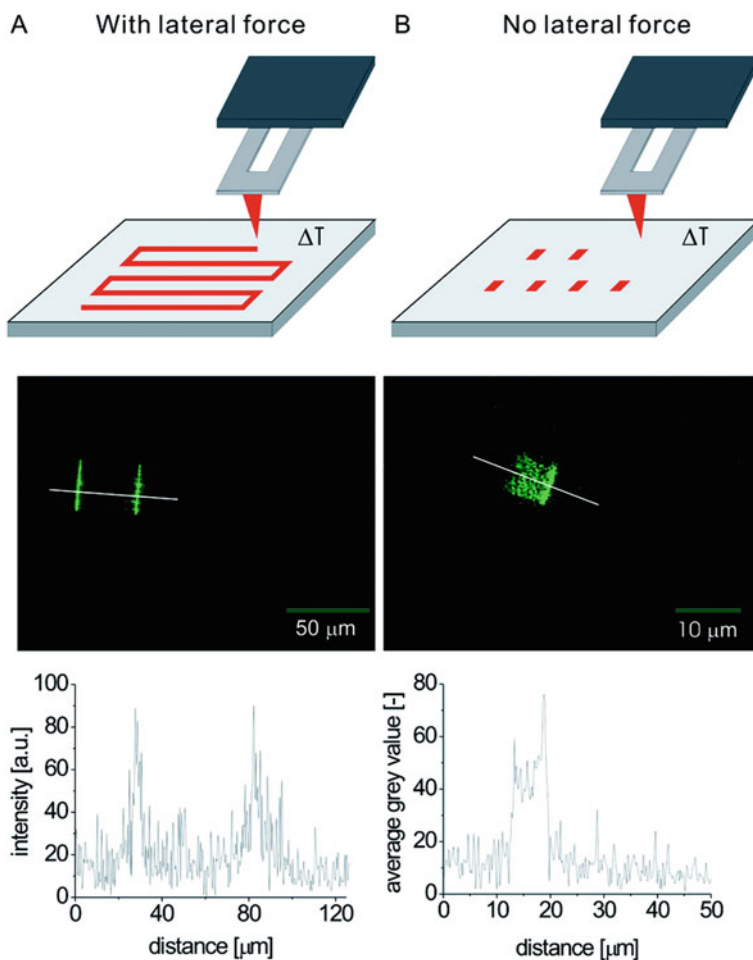 A With lateral force
B No lateral force
ΔT
ΔT
50 μm
10 μm
100
80
60
40
20
0
intensity [a.u.]
0 40 80 120
distance [μm]
80
60
40
20
0
average grey value [-]
0 10 20 30 40 50
distance [μm]